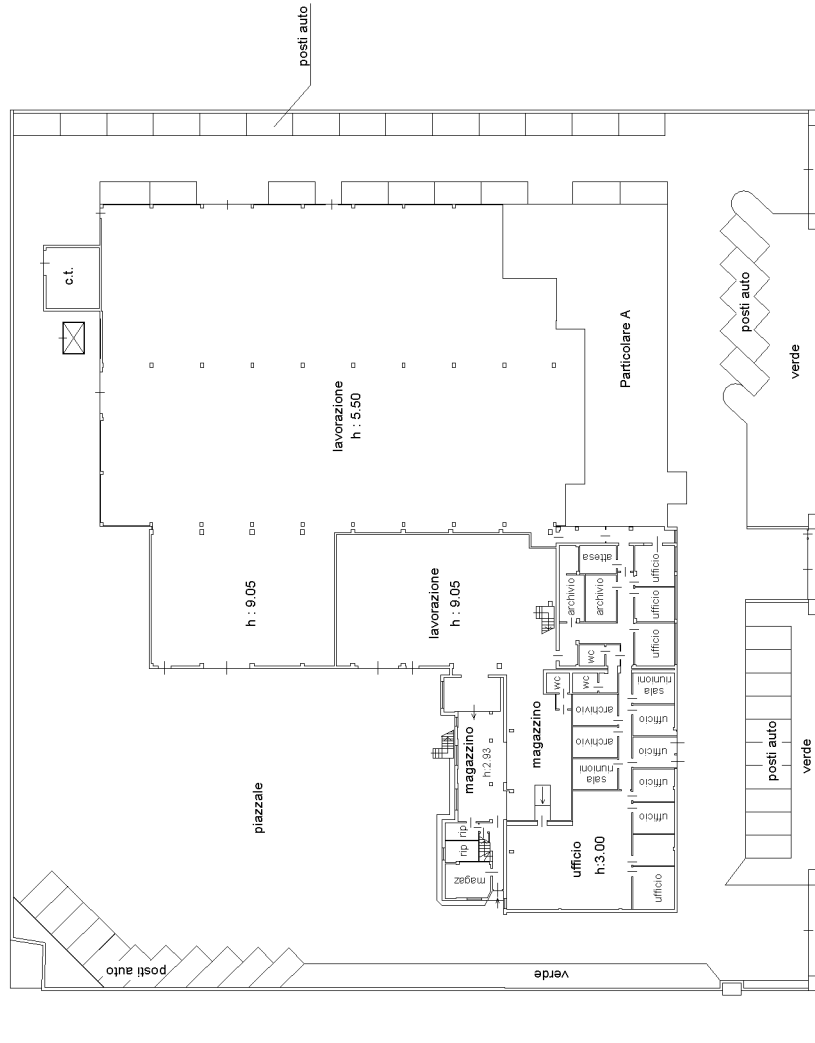 posti auto
c.t.
lavorazione
h : 5.50
Particolare A
posti auto
verde
h : 9.05
lavorazione
h : 9.05
archivio
attesa
archivio
ufficio
ufficio
ufficio
wc
wc
wc
sala
riunioni
archivio
ufficio
magazzino
magazzino
h:2.93
archivio
ufficio
sala
riunioni
ufficio
ufficio
posti auto
verde
piazzale
rip
rip
magaz
ufficio
h:3.00
ufficio
posti auto
verde